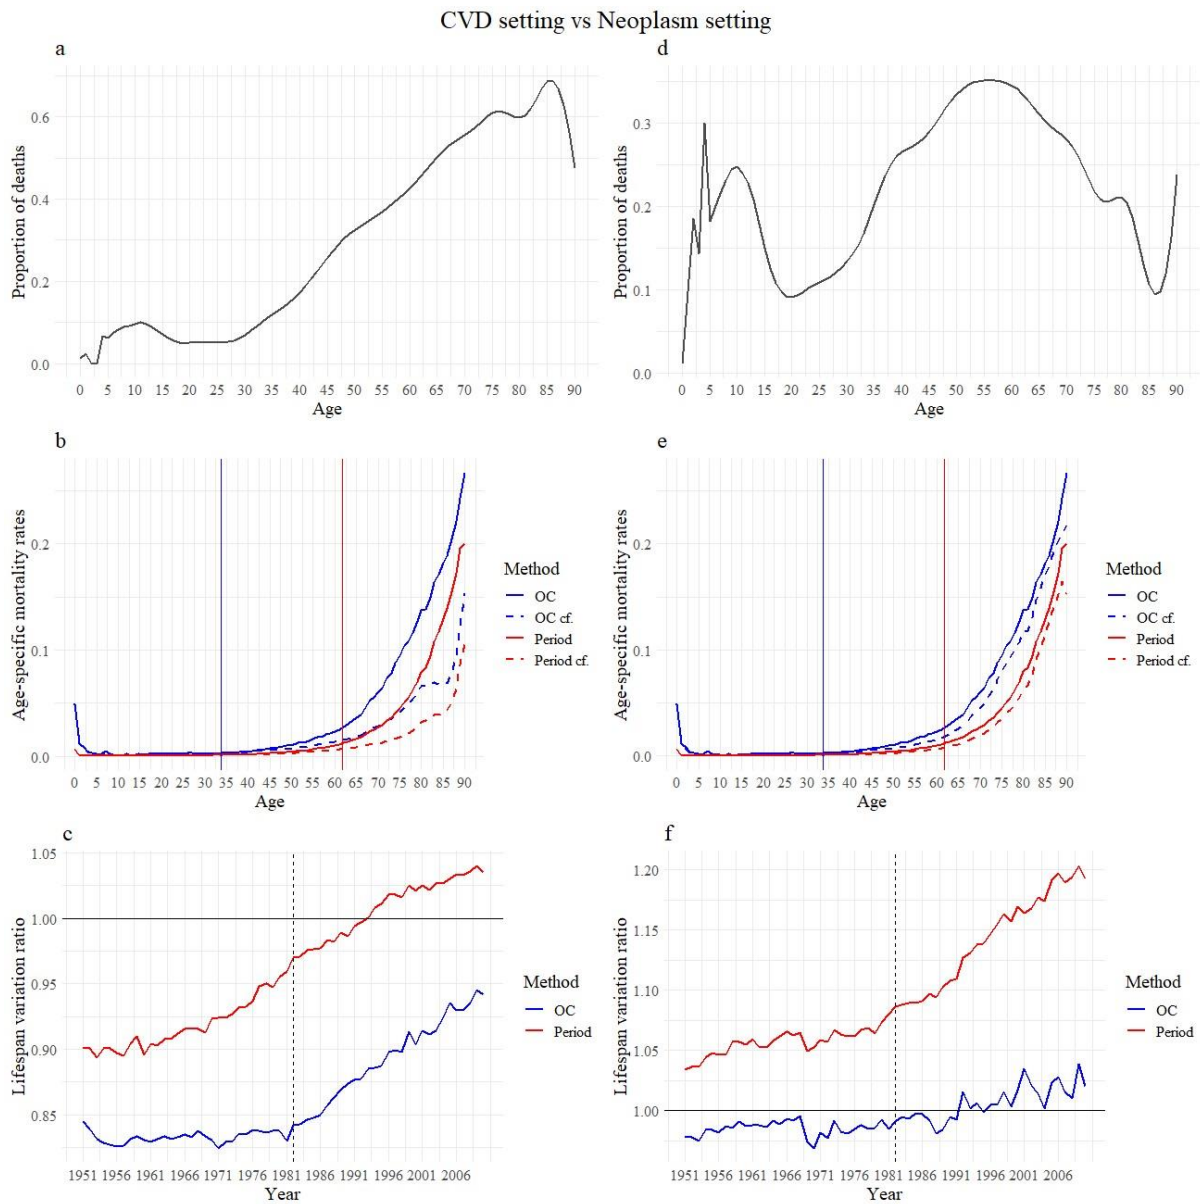 CVD setting vs Neoplasm setting
a
Proportion of deaths
0.6
0.4
0.2
0.0
0 5 10 15 20 25 30 35 40 45 50 55 60 65 70 75 80 85 90
Age
d
Proportion of deaths
0.3
0.2
0.1
0.0
0 5 10 15 20 25 30 35 40 45 50 55 60 65 70 75 80 85 90
Age
b
Age-specific mortality rates
0.2
0.1
0.0
0 5 10 15 20 25 30 35 40 45 50 55 60 65 70 75 80 85 90
Age
Method
OC
OC cf.
Period
Period cf.
e
Age-specific mortality rates
0.2
0.1
0.0
0 5 10 15 20 25 30 35 40 45 50 55 60 65 70 75 80 85 90
Age
Method
OC
OC cf.
Period
Period cf.
c
Lifespan variation ratio
1.05
1.00
0.95
0.90
0.85
1951 1956 1961 1966 1971 1976 1981 1986 1991 1996 2001 2006
Year
Method
OC
Period
f
Lifespan variation ratio
1.20
1.15
1.10
1.05
1.00
1951 1956 1961 1966 1971 1976 1981 1986 1991 1996 2001 2006
Year
Method
OC
Period